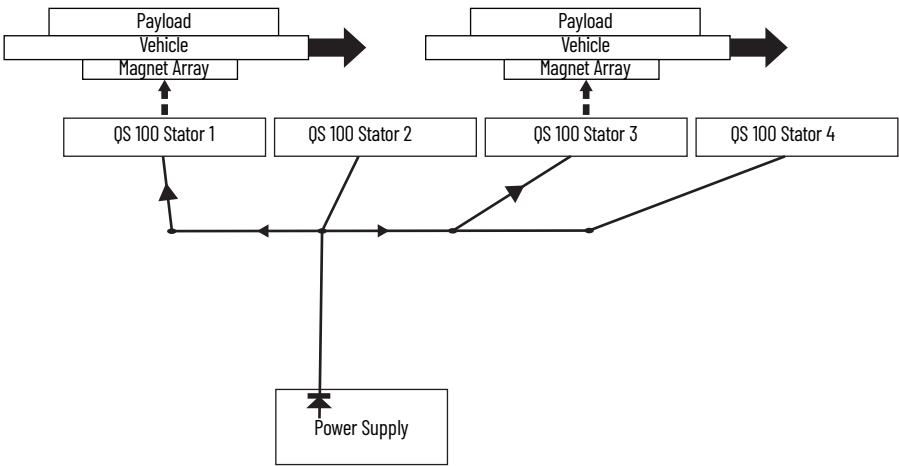 Payload
Vehicle
Magnet Array
Payload
Vehicle
Magnet Array
QS 100 Stator 1
QS 100 Stator 2
QS 100 Stator 3
QS 100 Stator 4
Power Supply